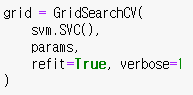 grid = GridSearchCV(
    svm.SVC(),
    params,
    refit=True, verbose=1
)